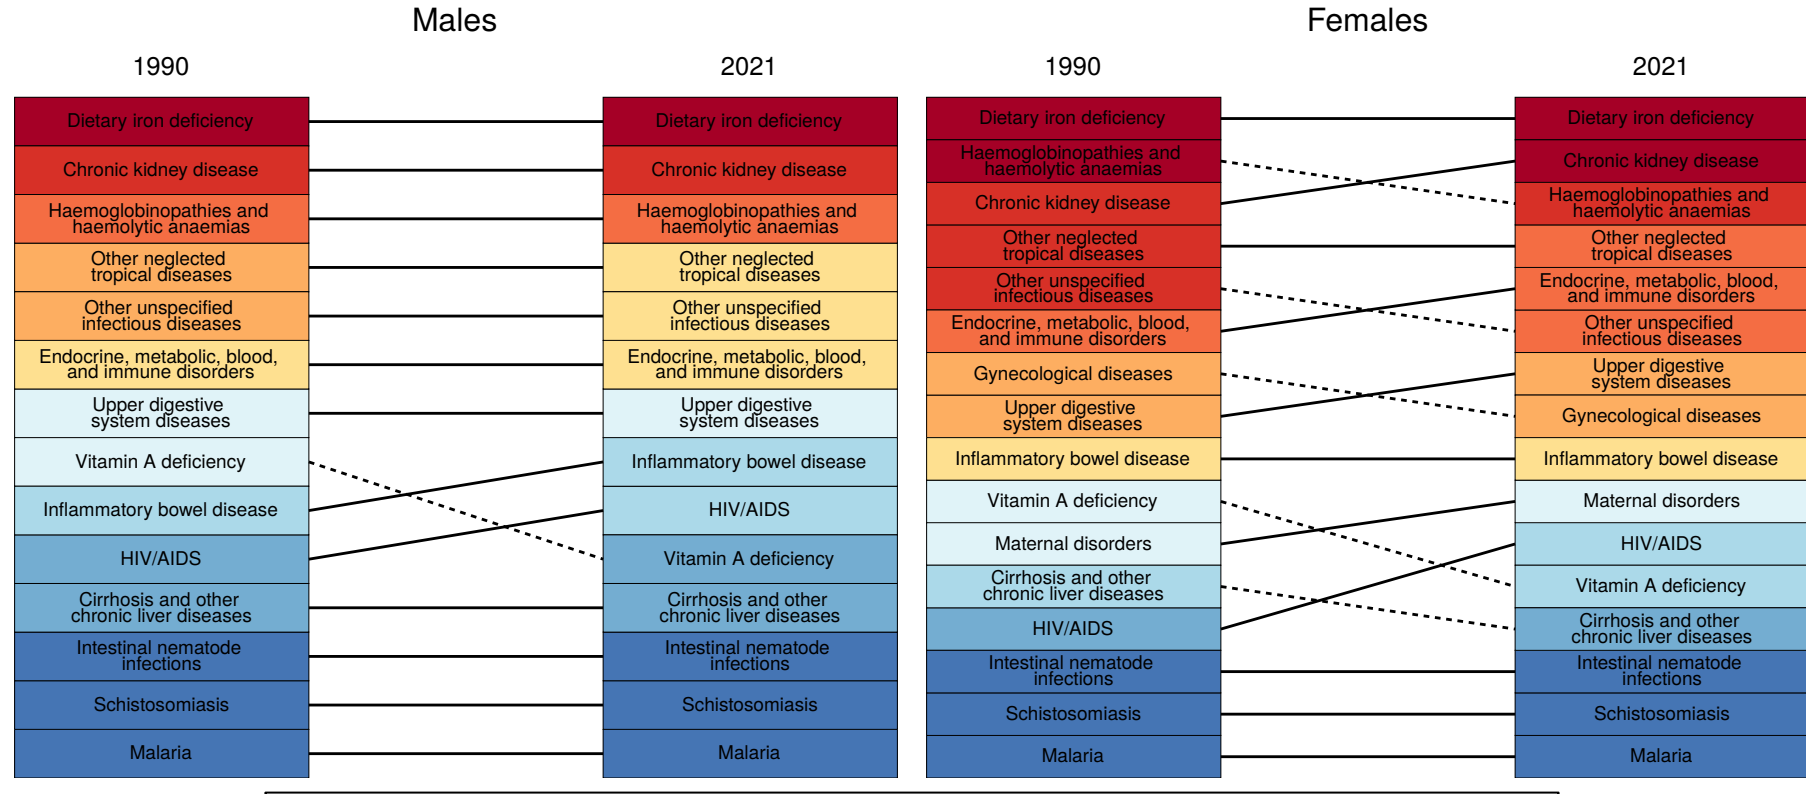 Males
1990
2021
Dietary iron deficiency
Chronic kidney disease
Haemoglobinopathies and
haemolytic anaemias
Other neglected
tropical diseases
Other unspecified
infectious diseases
Endocrine, metabolic, blood,
and immune disorders
Upper digestive
system diseases
Vitamin A deficiency
Inflammatory bowel disease
HIV/AIDS
Cirrhosis and other
chronic liver diseases
Intestinal nematode
infections
Schistosomiasis
Malaria
Dietary iron deficiency
Chronic kidney disease
Haemoglobinopathies and
haemolytic anaemias
Other neglected
tropical diseases
Other unspecified
infectious diseases
Endocrine, metabolic, blood,
and immune disorders
Upper digestive
system diseases
Inflammatory bowel disease
HIV/AIDS
Vitamin A deficiency
Cirrhosis and other
chronic liver diseases
Intestinal nematode
infections
Schistosomiasis
Malaria
Females
1990
2021
Dietary iron deficiency
Haemoglobinopathies and
haemolytic anaemias
Chronic kidney disease
Other neglected
tropical diseases
Other unspecified
infectious diseases
Endocrine, metabolic, blood,
and immune disorders
Gynecological diseases
Upper digestive
system diseases
Inflammatory bowel disease
Vitamin A deficiency
Maternal disorders
Cirrhosis and other
chronic liver diseases
HIV/AIDS
Intestinal nematode
infections
Schistosomiasis
Malaria
Dietary iron deficiency
Chronic kidney disease
Haemoglobinopathies and
haemolytic anaemias
Other neglected
tropical diseases
Endocrine, metabolic, blood,
and immune disorders
Other unspecified
infectious diseases
Upper digestive
system diseases
Gynecological diseases
Inflammatory bowel disease
Maternal disorders
HIV/AIDS
Vitamin A deficiency
Cirrhosis and other
chronic liver diseases
Intestinal nematode
infections
Schistosomiasis
Malaria